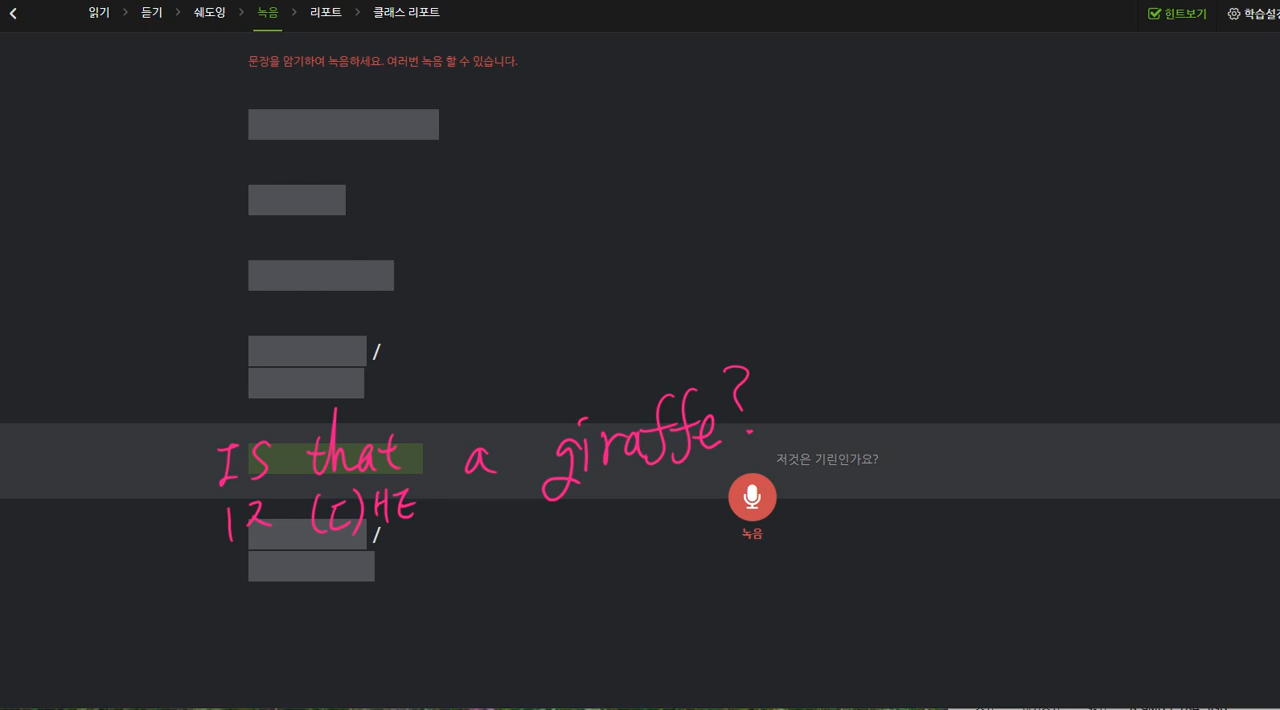 읽기 > 듣기 > 쉐도잉 > 녹음 > 리포트 > 클래스 리포트
힌트보기
학습설정
문장을 암기하여 녹음하세요. 여러번 녹음 할 수 있습니다.
/
Is that a giraffe?
저것은 기린인가요?
녹음
/